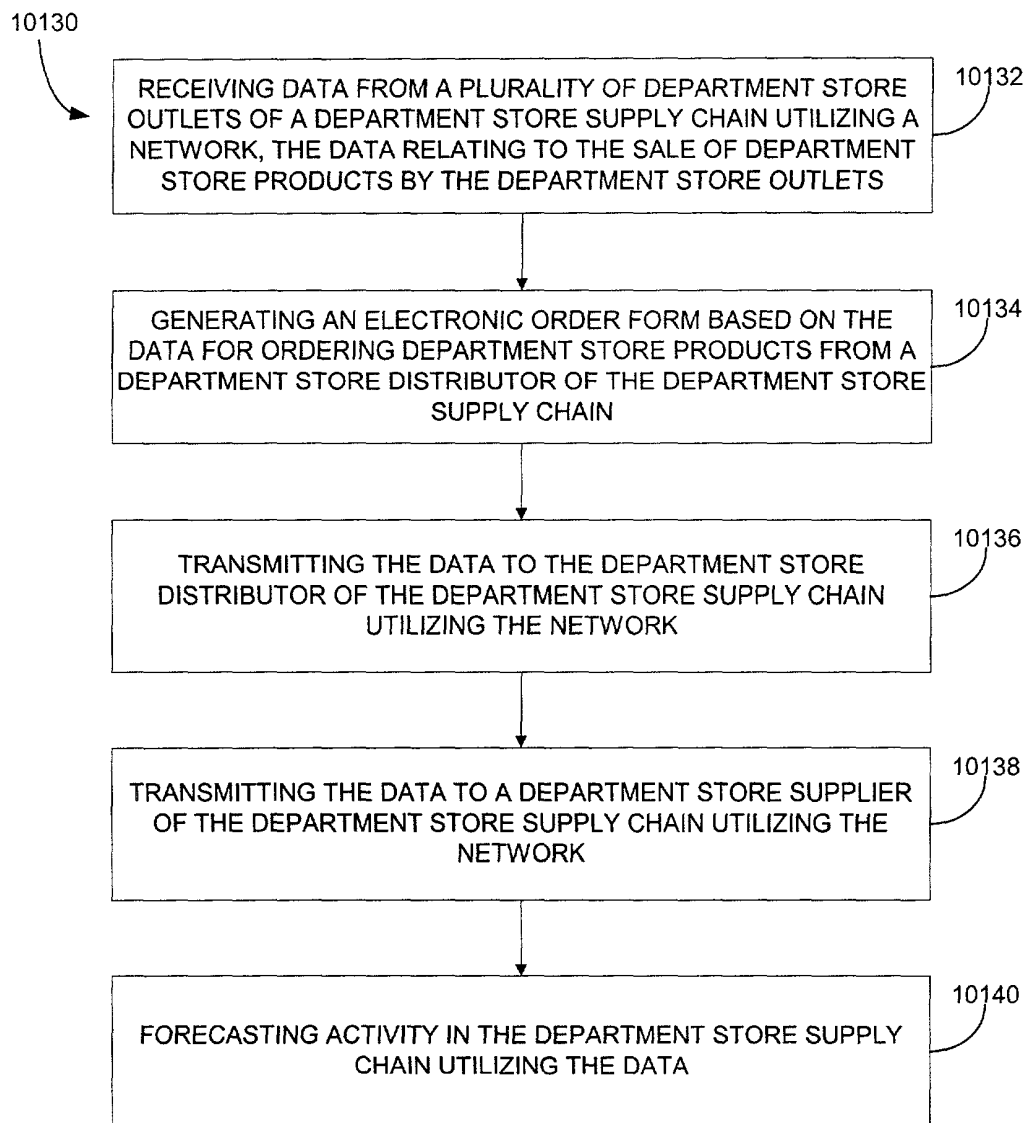 10130
RECEIVING DATA FROM A PLURALITY OF DEPARTMENT STORE
OUTLETS OF A DEPARTMENT STORE SUPPLY CHAIN UTILIZING A
NETWORK, THE DATA RELATING TO THE SALE OF DEPARTMENT
STORE PRODUCTS BY THE DEPARTMENT STORE OUTLETS
10132
GENERATING AN ELECTRONIC ORDER FORM BASED ON THE
DATA FOR ORDERING DEPARTMENT STORE PRODUCTS FROM A
DEPARTMENT STORE DISTRIBUTOR OF THE DEPARTMENT STORE
SUPPLY CHAIN
10134
TRANSMITTING THE DATA TO THE DEPARTMENT STORE
DISTRIBUTOR OF THE DEPARTMENT STORE SUPPLY CHAIN
UTILIZING THE NETWORK
10136
TRANSMITTING THE DATA TO A DEPARTMENT STORE SUPPLIER
OF THE DEPARTMENT STORE SUPPLY CHAIN UTILIZING THE
NETWORK
10138
FORECASTING ACTIVITY IN THE DEPARTMENT STORE SUPPLY
CHAIN UTILIZING THE DATA
10140